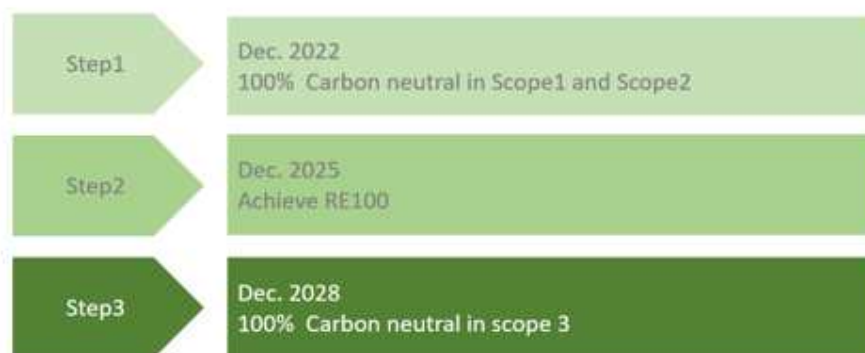 Step1
Dec. 2022
100% Carbon neutral in Scope1 and Scope2
Step2
Dec. 2025
Achieve RE100
Step3
Dec. 2028
100% Carbon neutral in scope 3